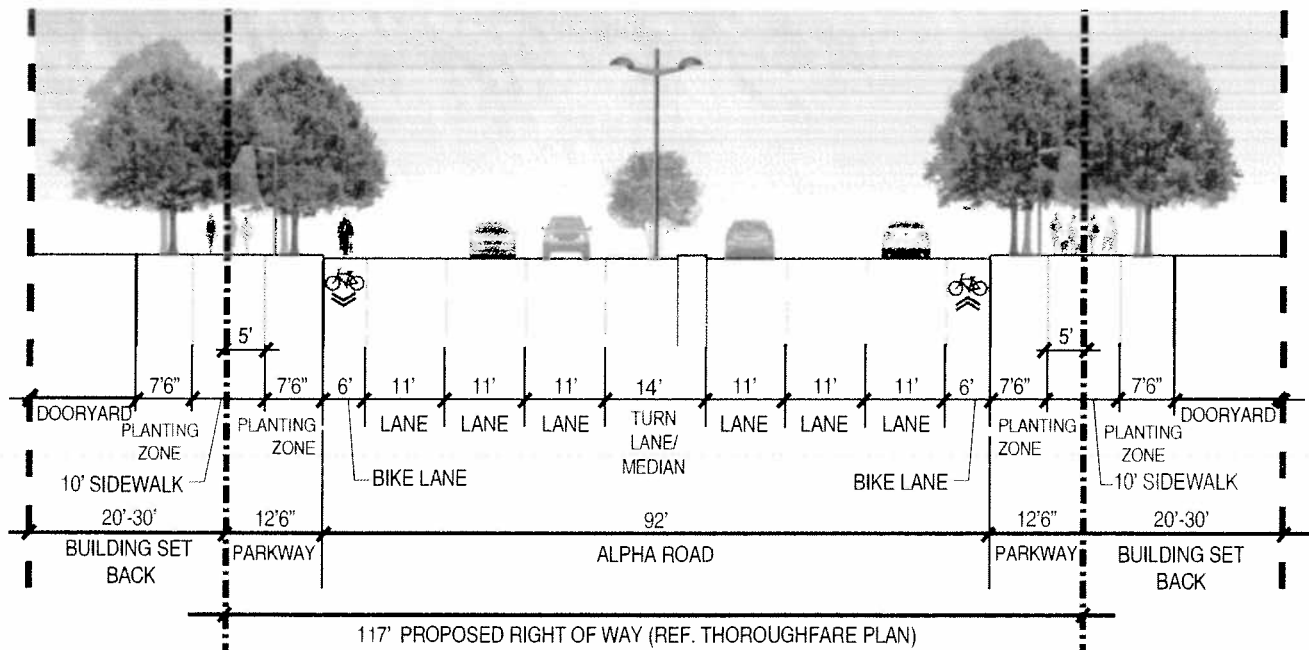 5'
5'
7'6"
7'6"
6'
11'
11'
11'
14'
11'
11'
11'
6'
7'6"
7'6"
DOORYARD
PLANTING
ZONE
PLANTING
ZONE
LANE
LANE
LANE
TURN
LANE/
MEDIAN
LANE
LANE
LANE
PLANTING
ZONE
PLANTING
ZONE
DOORYARD
10' SIDEWALK
BIKE LANE
BIKE LANE
10' SIDEWALK
20'-30'
12'6"
92'
12'6"
20'-30'
BUILDING SET
BACK
PARKWAY
ALPHA ROAD
PARKWAY
BUILDING SET
BACK
117' PROPOSED RIGHT OF WAY (REF. THOROUGHFARE PLAN)